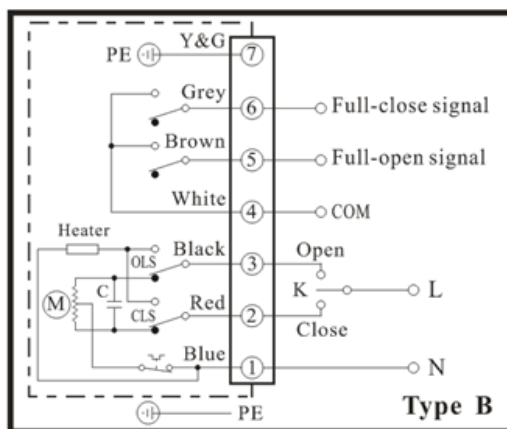 Y&G
PE 7
Grey 6 Full-close signal
Brown 5 Full-open signal
White 4 COM
Heater
OLS Black 3 Open
M C K L
CLS Red 2 Close
Blue 1 N
PE
Type B